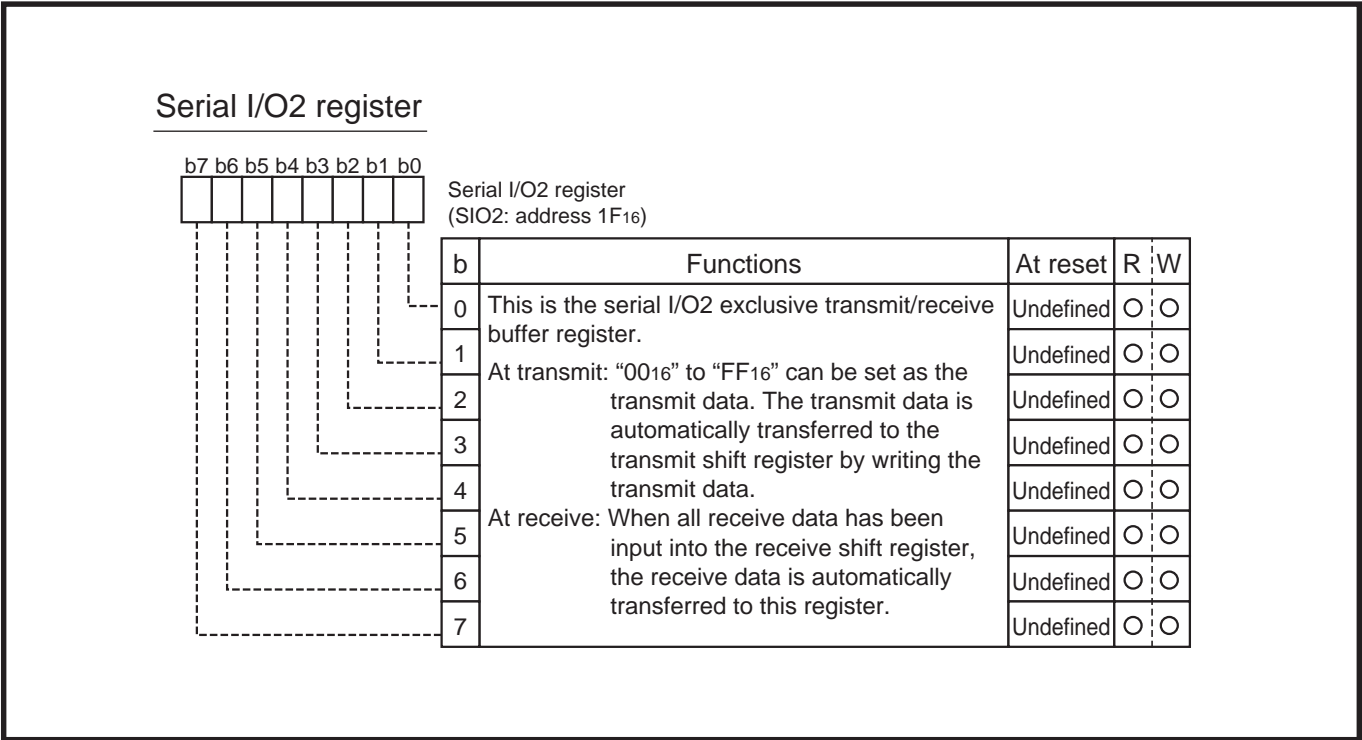 Serial I/O2 register
b7 b6 b5 b4 b3 b2 b1 b0
Serial I/O2 register
(SIO2: address 1F16)
b Functions At reset R W
0 This is the serial I/O2 exclusive transmit/receive Undefined O O
buffer register.
1 Undefined O O
At transmit: “0016” to “FF16” can be set as the
2 transmit data. The transmit data is Undefined O O
3 automatically transferred to the Undefined O O
transmit shift register by writing the
4 transmit data. Undefined O O
At receive: When all receive data has been
5 input into the receive shift register, Undefined O O
6 the receive data is automatically Undefined O O
transferred to this register.
7 Undefined O O